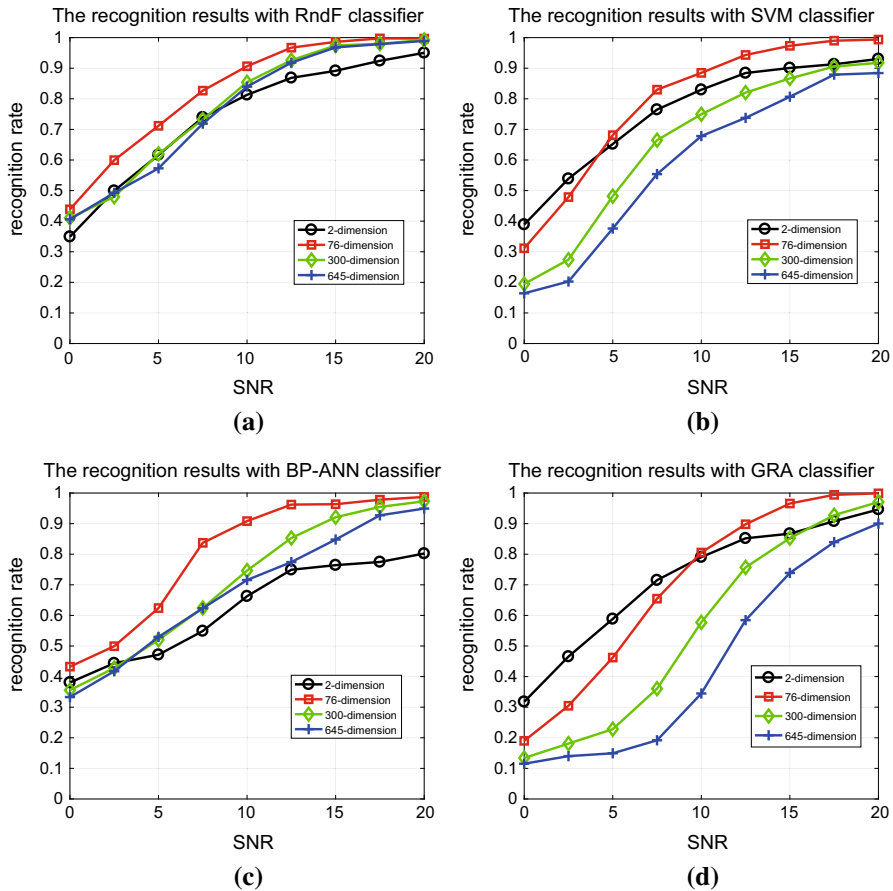 The recognition results with RndF classifier
1
0.9
0.8
0.7
0.6
0.5
0.4
0.3
0.2
0.1
0
recognition rate
2-dimension
76-dimension
300-dimension
645-dimension
0 5 10 15 20
SNR
(a)
The recognition results with SVM classifier
1
0.9
0.8
0.7
0.6
0.5
0.4
0.3
0.2
0.1
0
recognition rate
2-dimension
76-dimension
300-dimension
645-dimension
0 5 10 15 20
SNR
(b)
The recognition results with BP-ANN classifier
1
0.9
0.8
0.7
0.6
0.5
0.4
0.3
0.2
0.1
0
recognition rate
2-dimension
76-dimension
300-dimension
645-dimension
0 5 10 15 20
SNR
(c)
The recognition results with GRA classifier
1
0.9
0.8
0.7
0.6
0.5
0.4
0.3
0.2
0.1
0
recognition rate
2-dimension
76-dimension
300-dimension
645-dimension
0 5 10 15 20
SNR
(d)